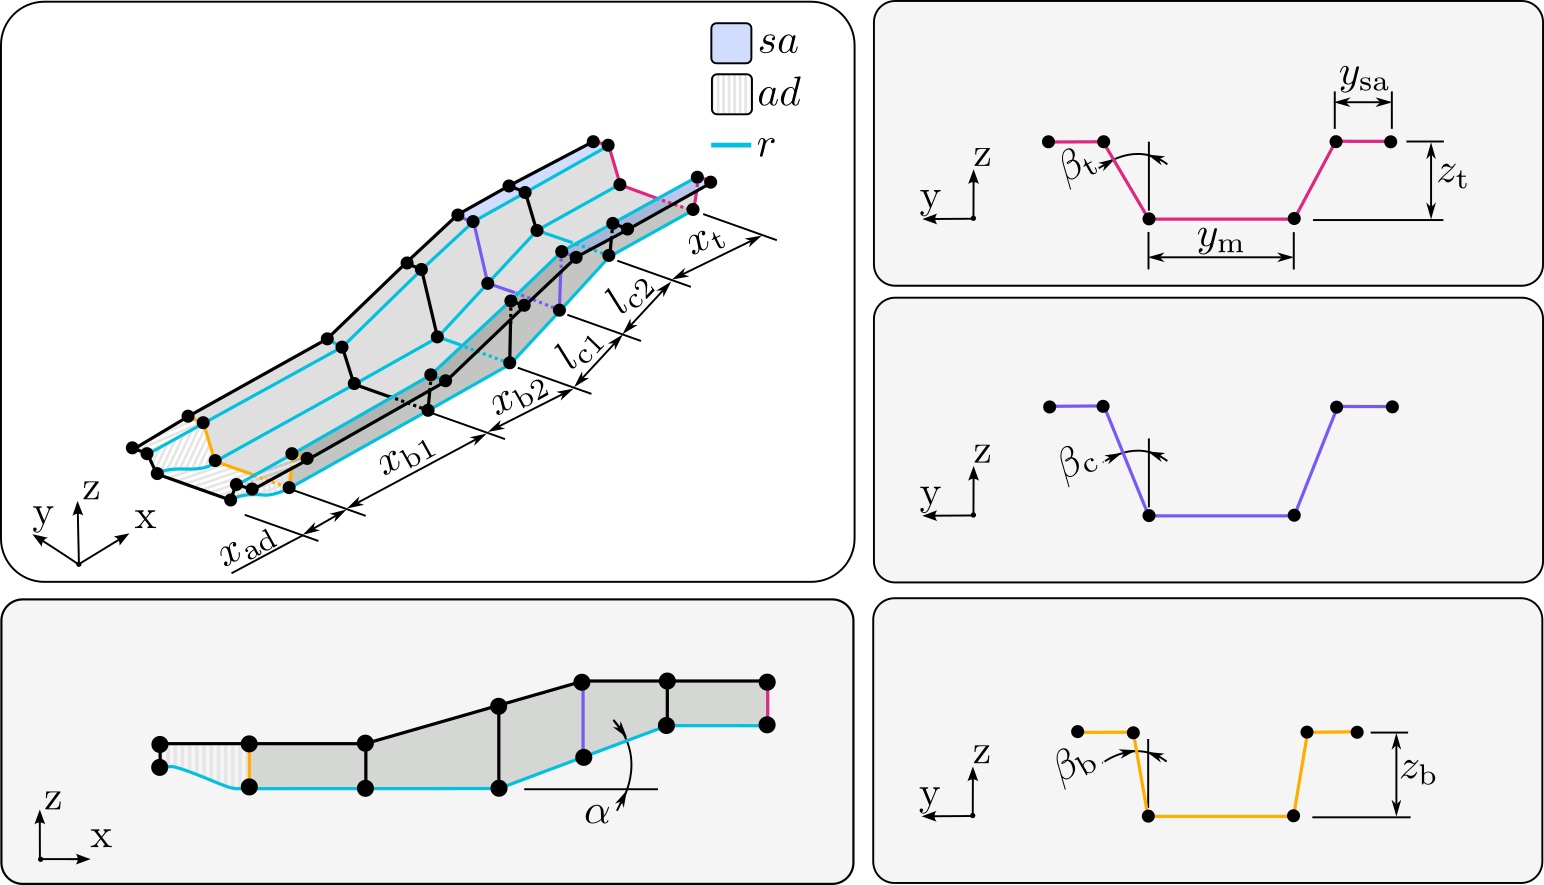 sa
ad
r
x_t
l_c2
l_c1
x_b2
x_b1
x_ad
z
y
x
y_sa
β_t
z_t
z
y
y_m
β_c
z
y
α
z
x
β_b
z_b
z
y